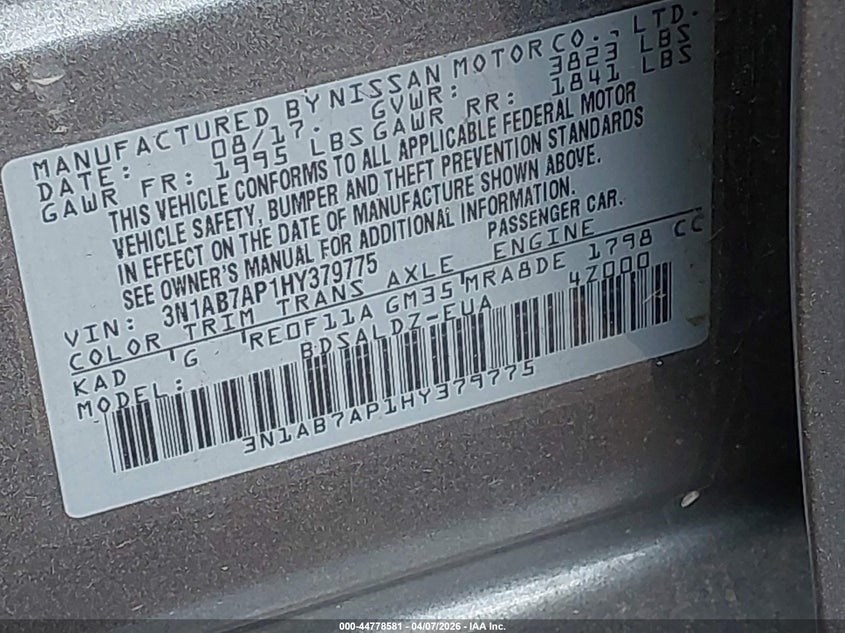 MANUFACTURED BY NISSAN MOTOR CO., LTD.
DATE: 08/17. GVWR: 3823 LBS
GAWR FR: 1995 LBS GAWR RR: 1841 LBS
THIS VEHICLE CONFORMS TO ALL APPLICABLE FEDERAL MOTOR
VEHICLE SAFETY, BUMPER AND THEFT PREVENTION STANDARDS
IN EFFECT ON THE DATE OF MANUFACTURE SHOWN ABOVE.
SEE OWNER'S MANUAL FOR ADDITIONAL INFORMATION.
VIN: 3N1AB7AP1HY379775 PASSENGER CAR.
COLOR TRIM TRANS AXLE ENGINE
KAD G RE0F11A GM35 MRA8DE 1798 CC
MODEL: BDSALDZ-EUA 4Z000
3N1AB7AP1HY379775
000-44778581 - 04/07/2026 - IAA Inc.